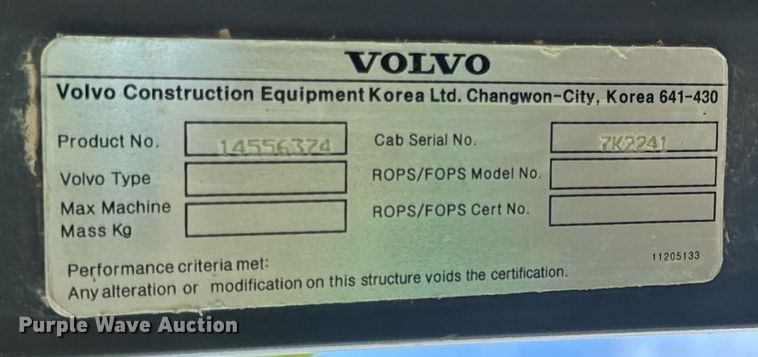 VOLVO
Volvo Construction Equipment Korea Ltd. Changwon-City, Korea 641-430
Product No. 14556374 Cab Serial No. 7K2241
Volvo Type ROPS/FOPS Model No.
Max Machine Mass Kg ROPS/FOPS Cert No.
Performance criteria met: 11205133
Any alteration or modification on this structure voids the certification.
Purple Wave Auction